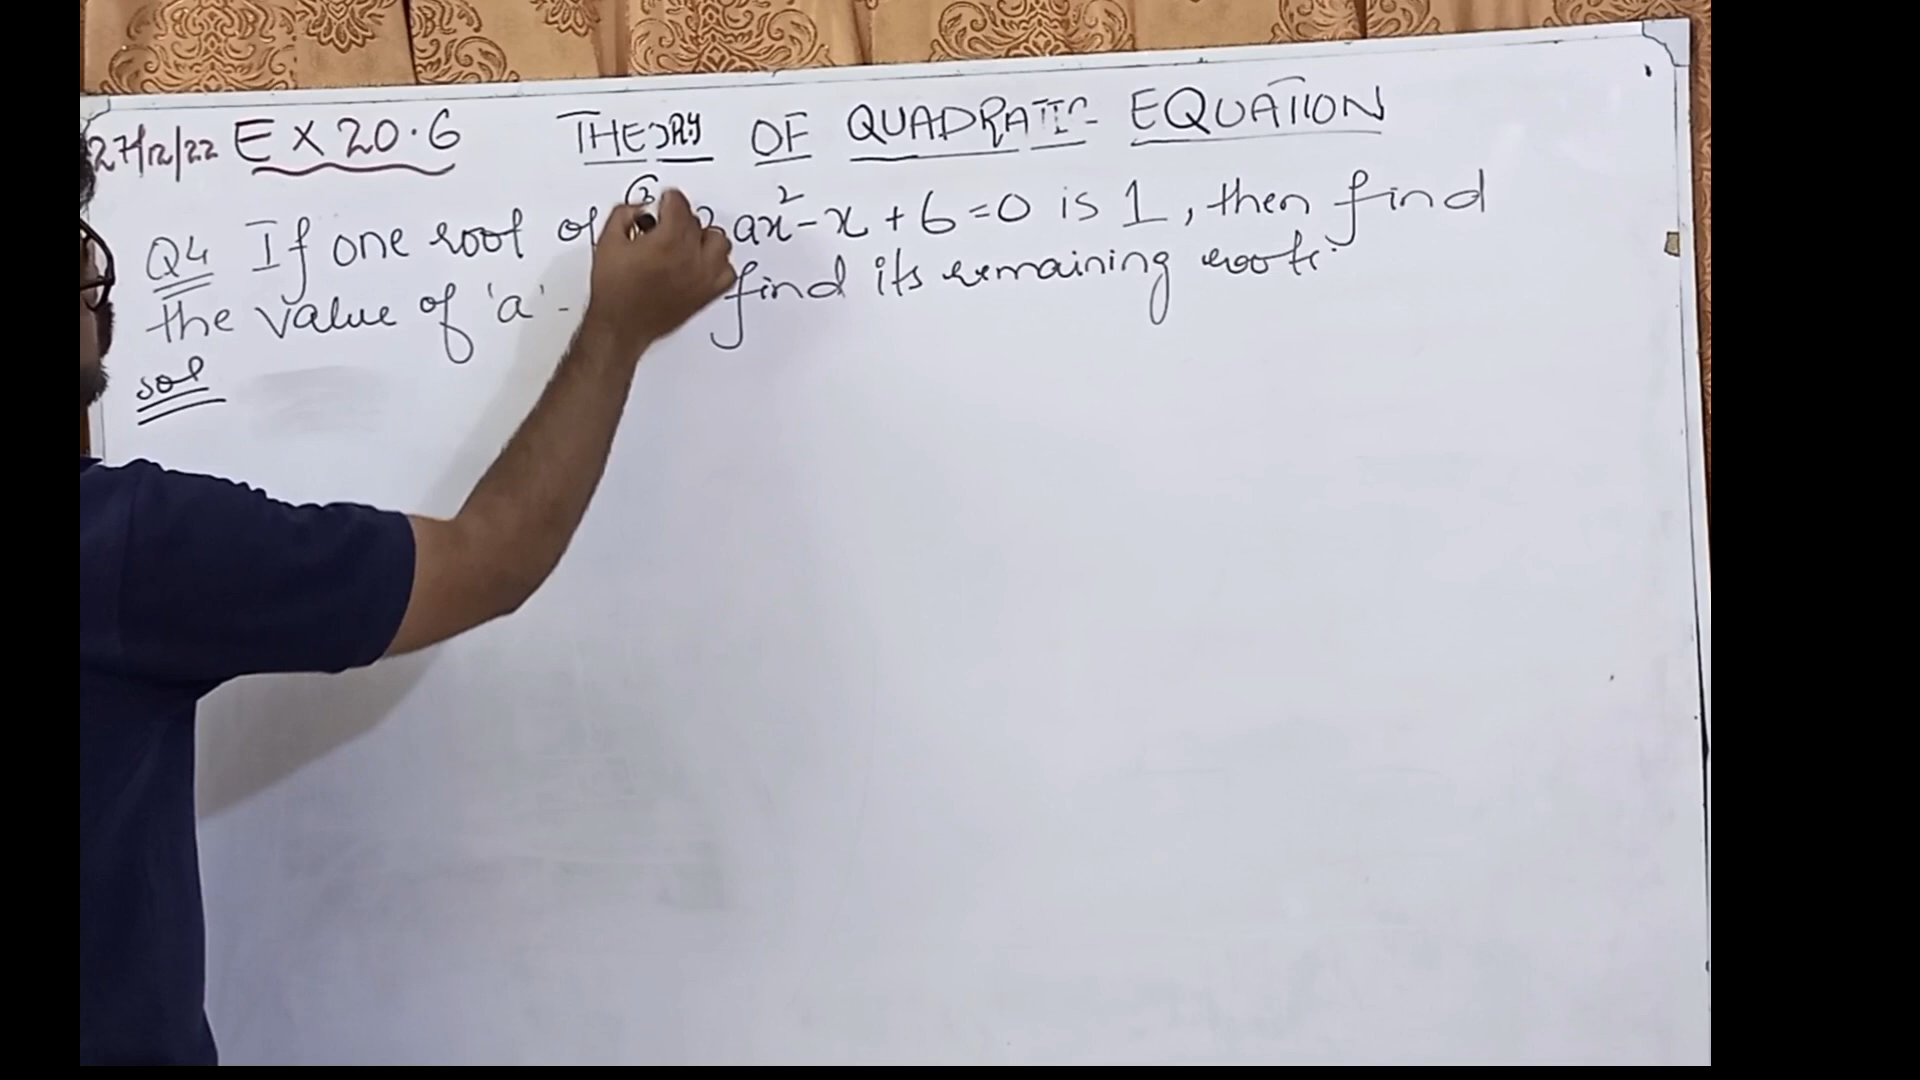 27/12/22 EX 20.6 THEORY OF QUADRATIC EQUATION
Q4 If one root of ax²-x+6=0 is 1, then find
the value of 'a'. find its remaining roots.
sol